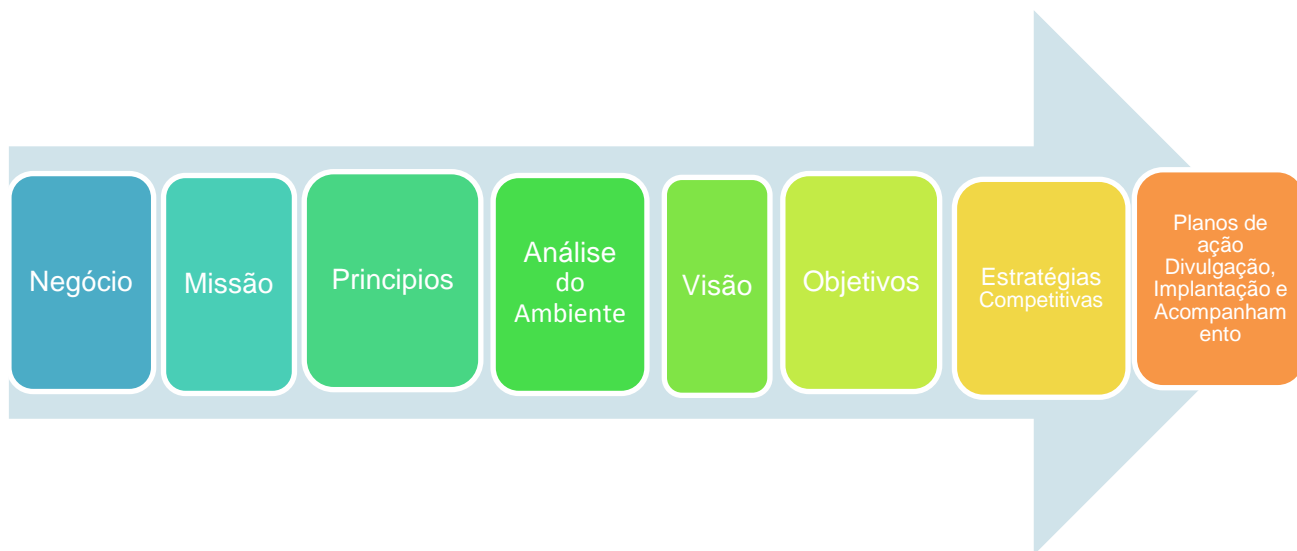 Negócio
Missão
Principios
Análise
do
Ambiente
Visão
Objetivos
Estratégias
Competitivas
Planos de
ação
Divulgação,
Implantação e
Acompanham
ento